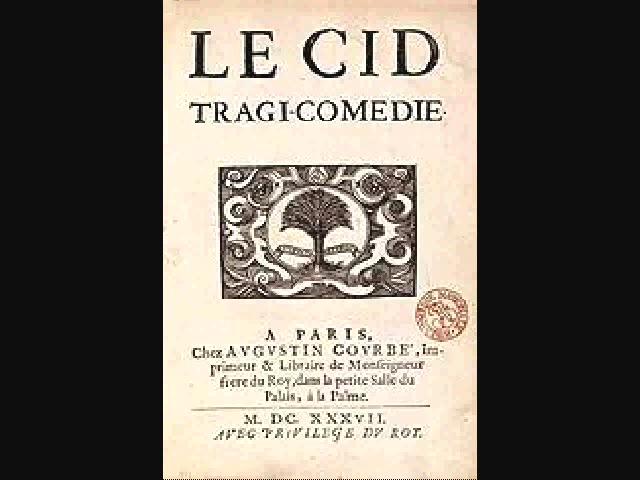 LE CID
TRAGI-COMEDIE.
A PARIS,
Chez AVGVSTIN COVRBE', Im-
primeur & Libraire de Monseigneur
frere du Roy, dans la petite Salle du
Palais, à la Palme.
M. DC. XXXVII.
AVEC PRIVILEGE DV ROY.